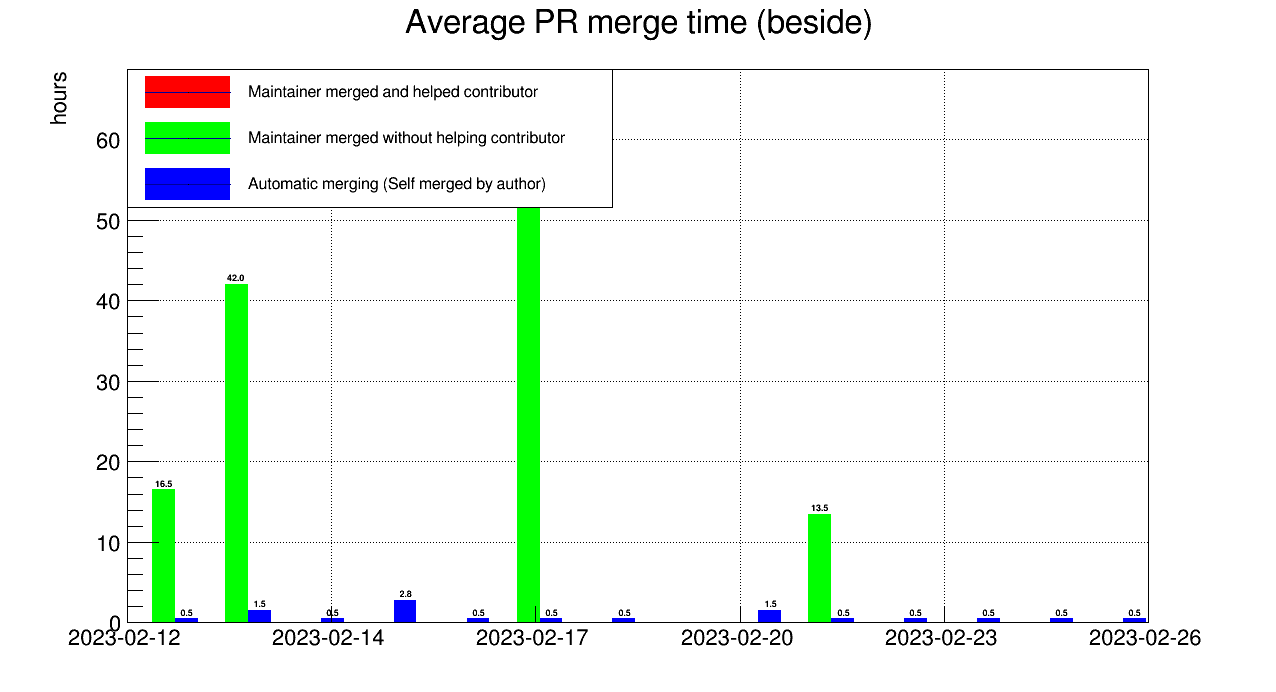 Average PR merge time (beside)
hours
Maintainer merged and helped contributor
Maintainer merged without helping contributor
Automatic merging (Self merged by author)
60
50
40
30
20
10
0
42.0
16.5
13.5
2.8
0.5 1.5 0.5 0.5 0.5 0.5 1.5 0.5 0.5 0.5 0.5 0.5
2023-02-12 2023-02-14 2023-02-17 2023-02-20 2023-02-23 2023-02-26